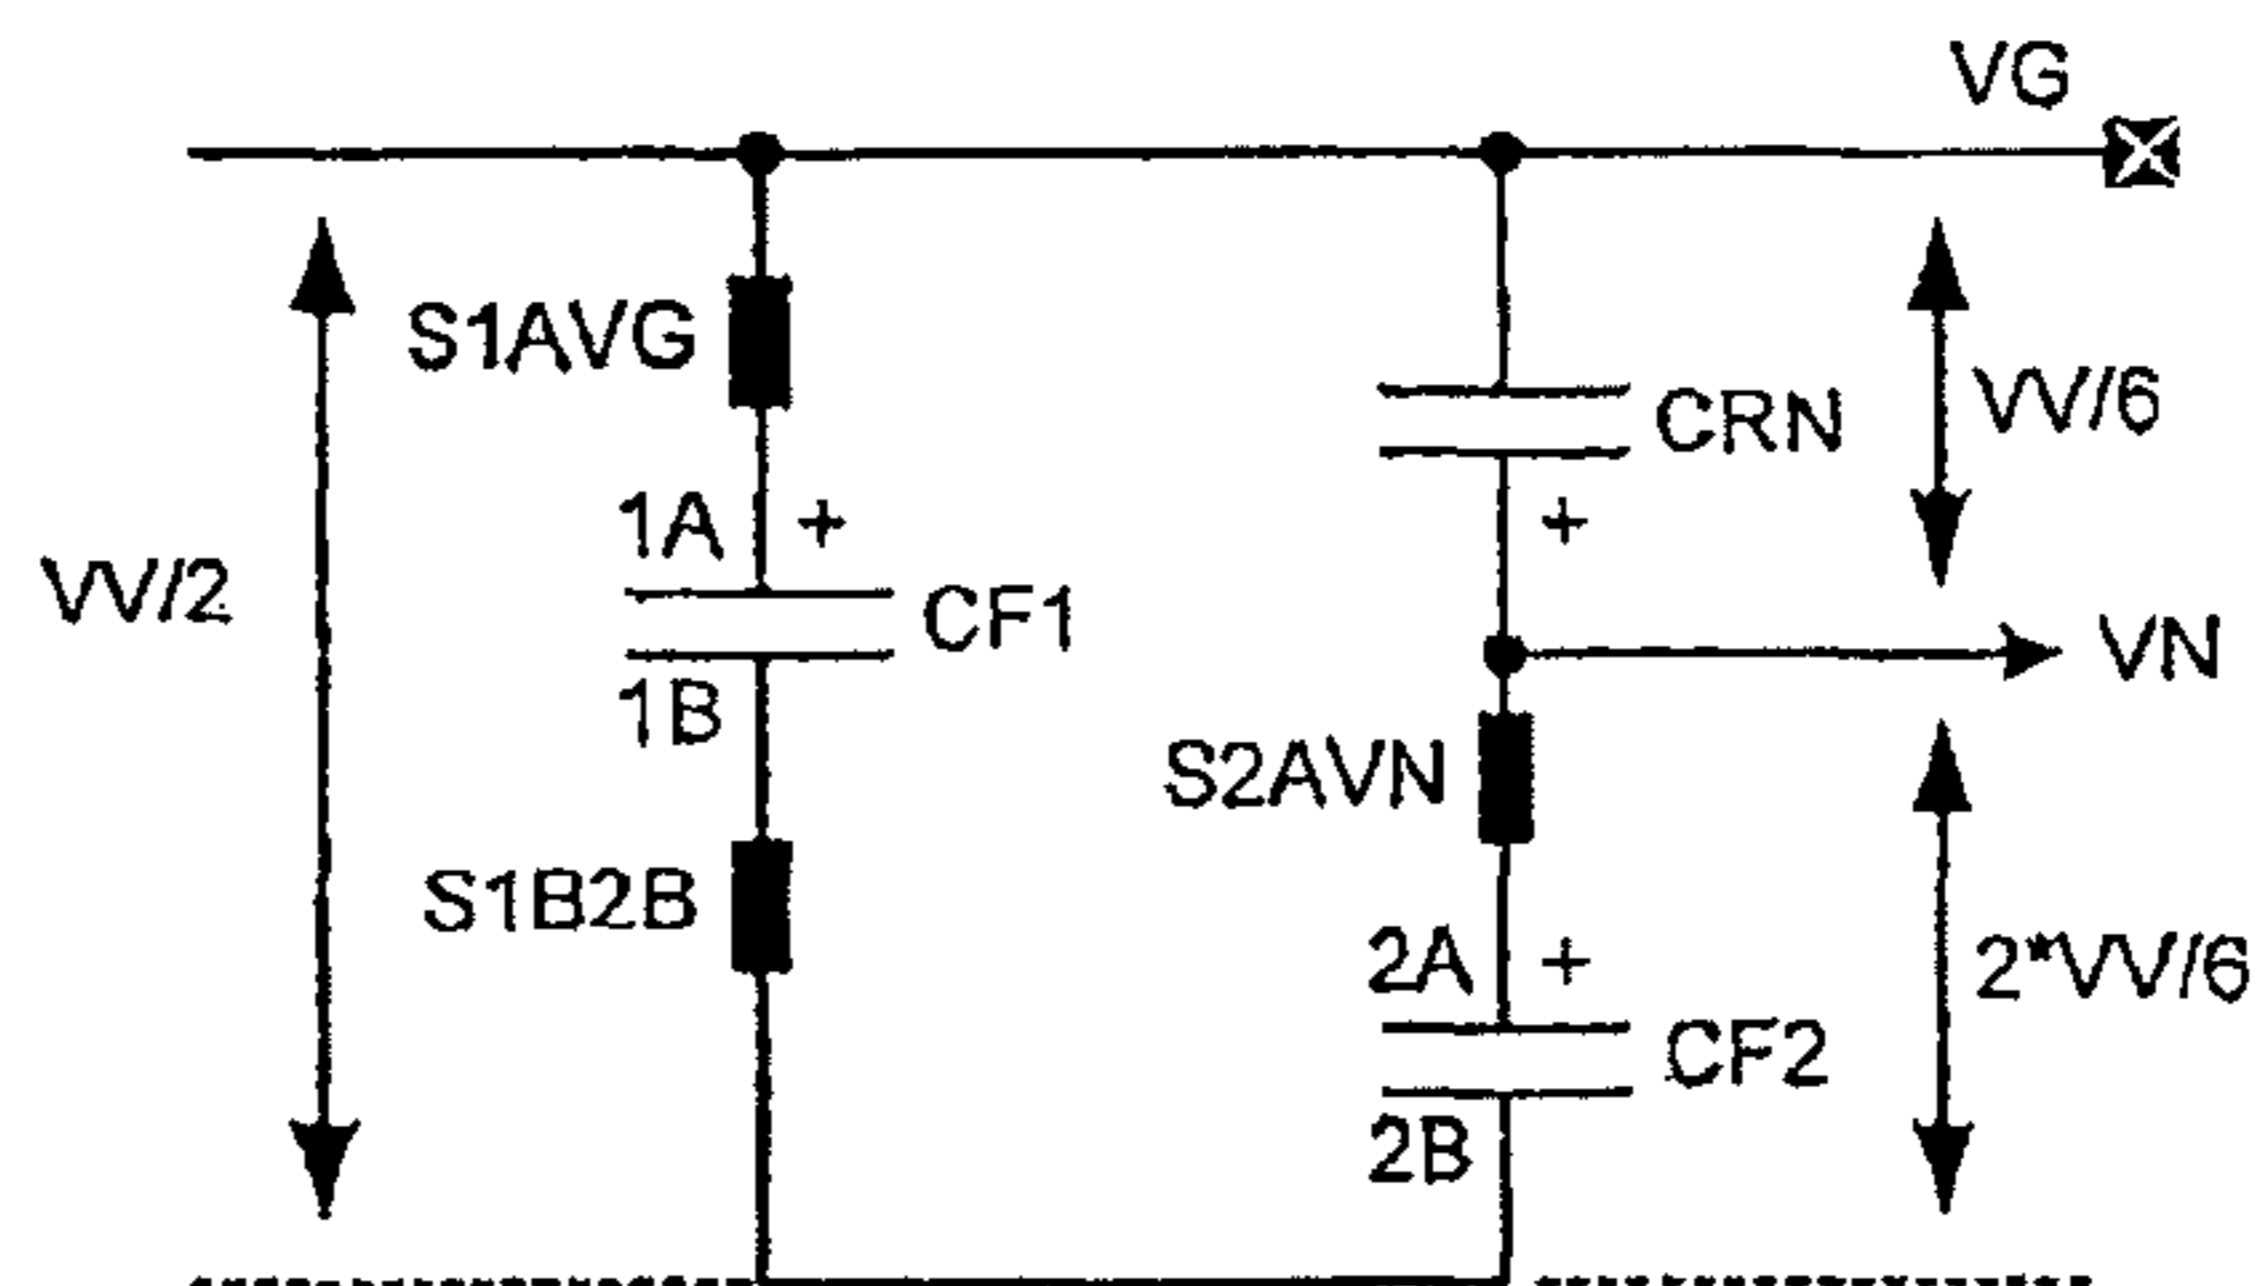 VG
S1AVG
CRN
VV/6
1A +
+
VV/2
CF1
VN
1B
S2AVN
S1B2B
2A +
2*VV/6
CF2
2B